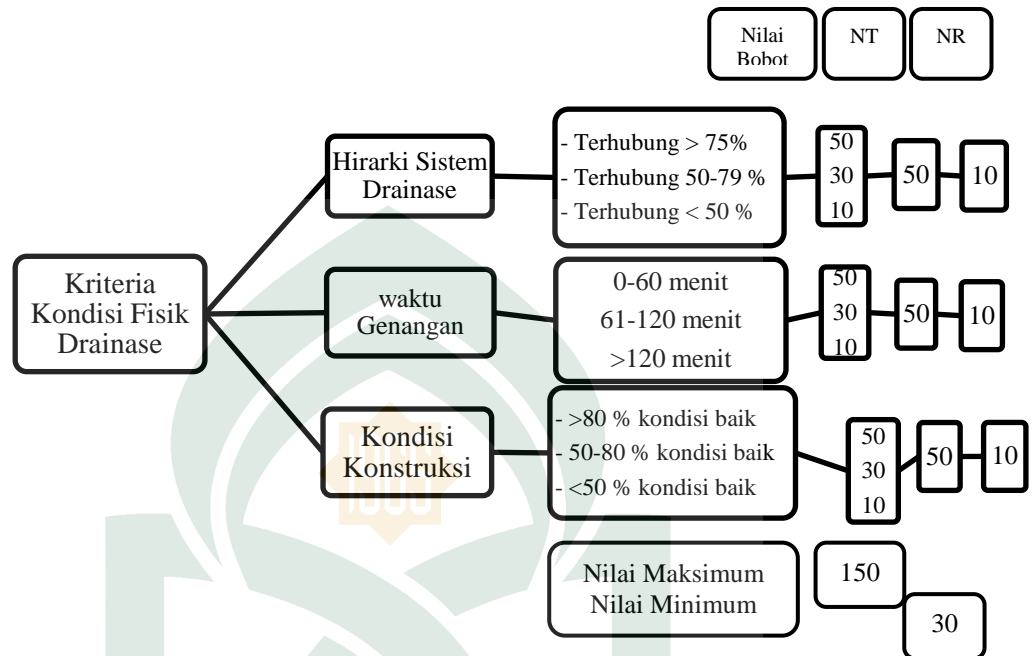 Nilai
Bobot
NT
NR
Hirarki Sistem
Drainase
- Terhubung > 75%
- Terhubung 50-79 %
- Terhubung < 50 %
50
30
10
50
10
Kriteria
Kondisi Fisik
Drainase
waktu
Genangan
0-60 menit
61-120 menit
>120 menit
50
30
10
50
10
Kondisi
Konstruksi
- >80 % kondisi baik
- 50-80 % kondisi baik
- <50 % kondisi baik
50
30
10
50
10
Nilai Maksimum
Nilai Minimum
150
30